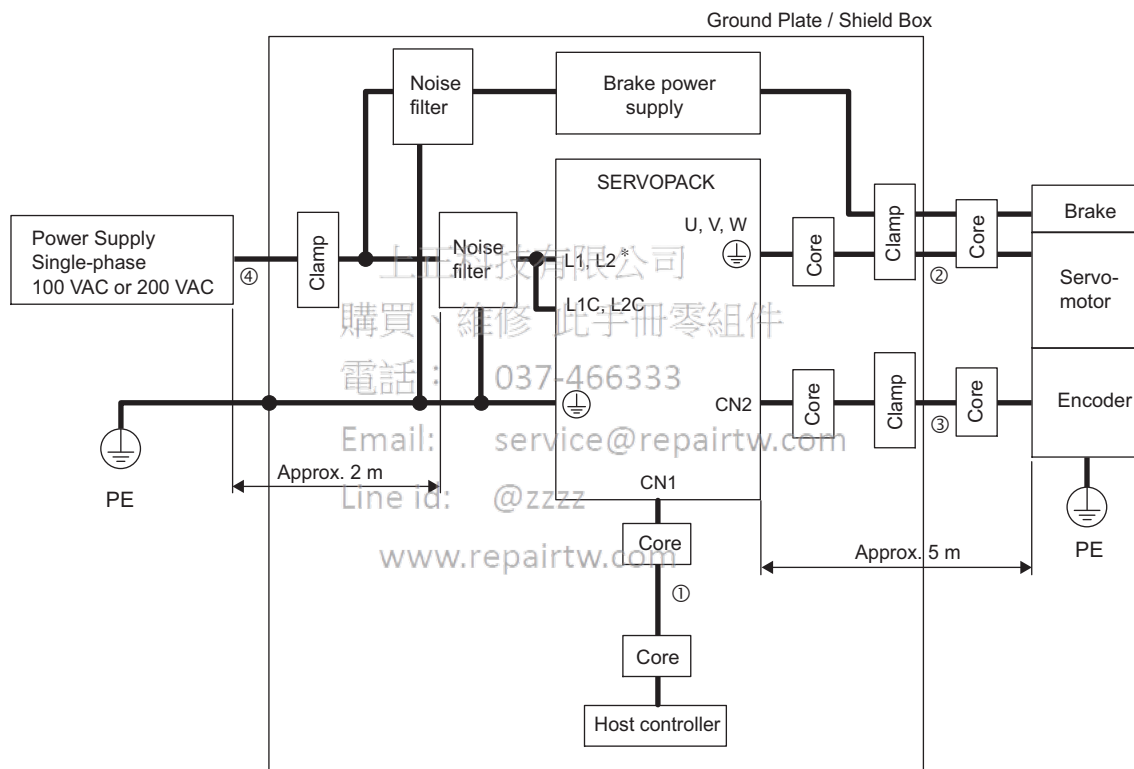 Ground Plate / Shield Box
Noise
filter
Brake power
supply
SERVOPACK
Power Supply
Single-phase
100 VAC or 200 VAC
④
Clamp
Noise
filter
L1, L2 *
L1C, L2C
U, V, W
Core
Clamp
Core
②
Brake
Servo-
motor
Encoder
CN2
Core
Clamp
③
Core
PE
Approx. 2 m
CN1
Core
①
Core
Host controller
Approx. 5 m
PE
上正科技有限公司
購買、維修 此手冊零組件
電話： 037-466333
Email: service@repairtw.com
Line id: @zzzz
www.repairtw.com